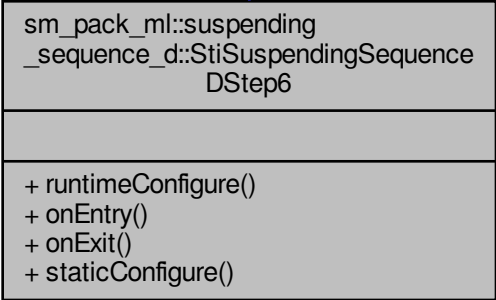 sm_pack_ml::suspending
_sequence_d::StiSuspendingSequence
DStep6
+ runtimeConfigure()
+ onEntry()
+ onExit()
+ staticConfigure()